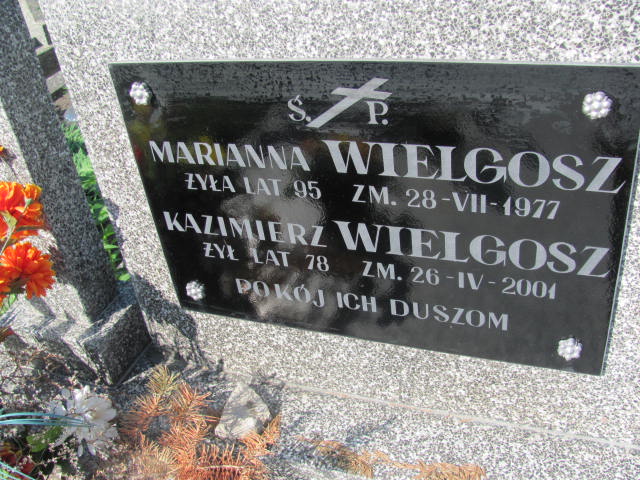 Ś. P.
MARIANNA WIELGOSZ
ŻYŁA LAT 95 ZM. 28-VII-1977
KAZIMIERZ WIELGOSZ
ŻYŁ LAT 78 ZM. 26-IV-2001
POKÓJ ICH DUSZOM